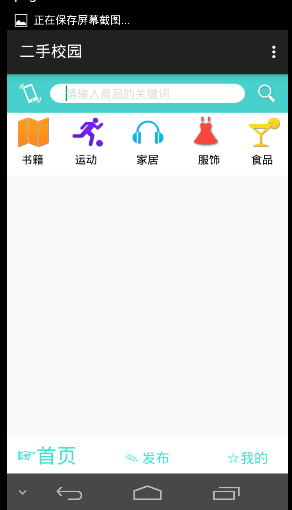 正在保存屏幕截图...
二手校园
请输入商品的关键词
书籍 运动 家居 服饰 食品
☞首页 ✎发布 ☆我的